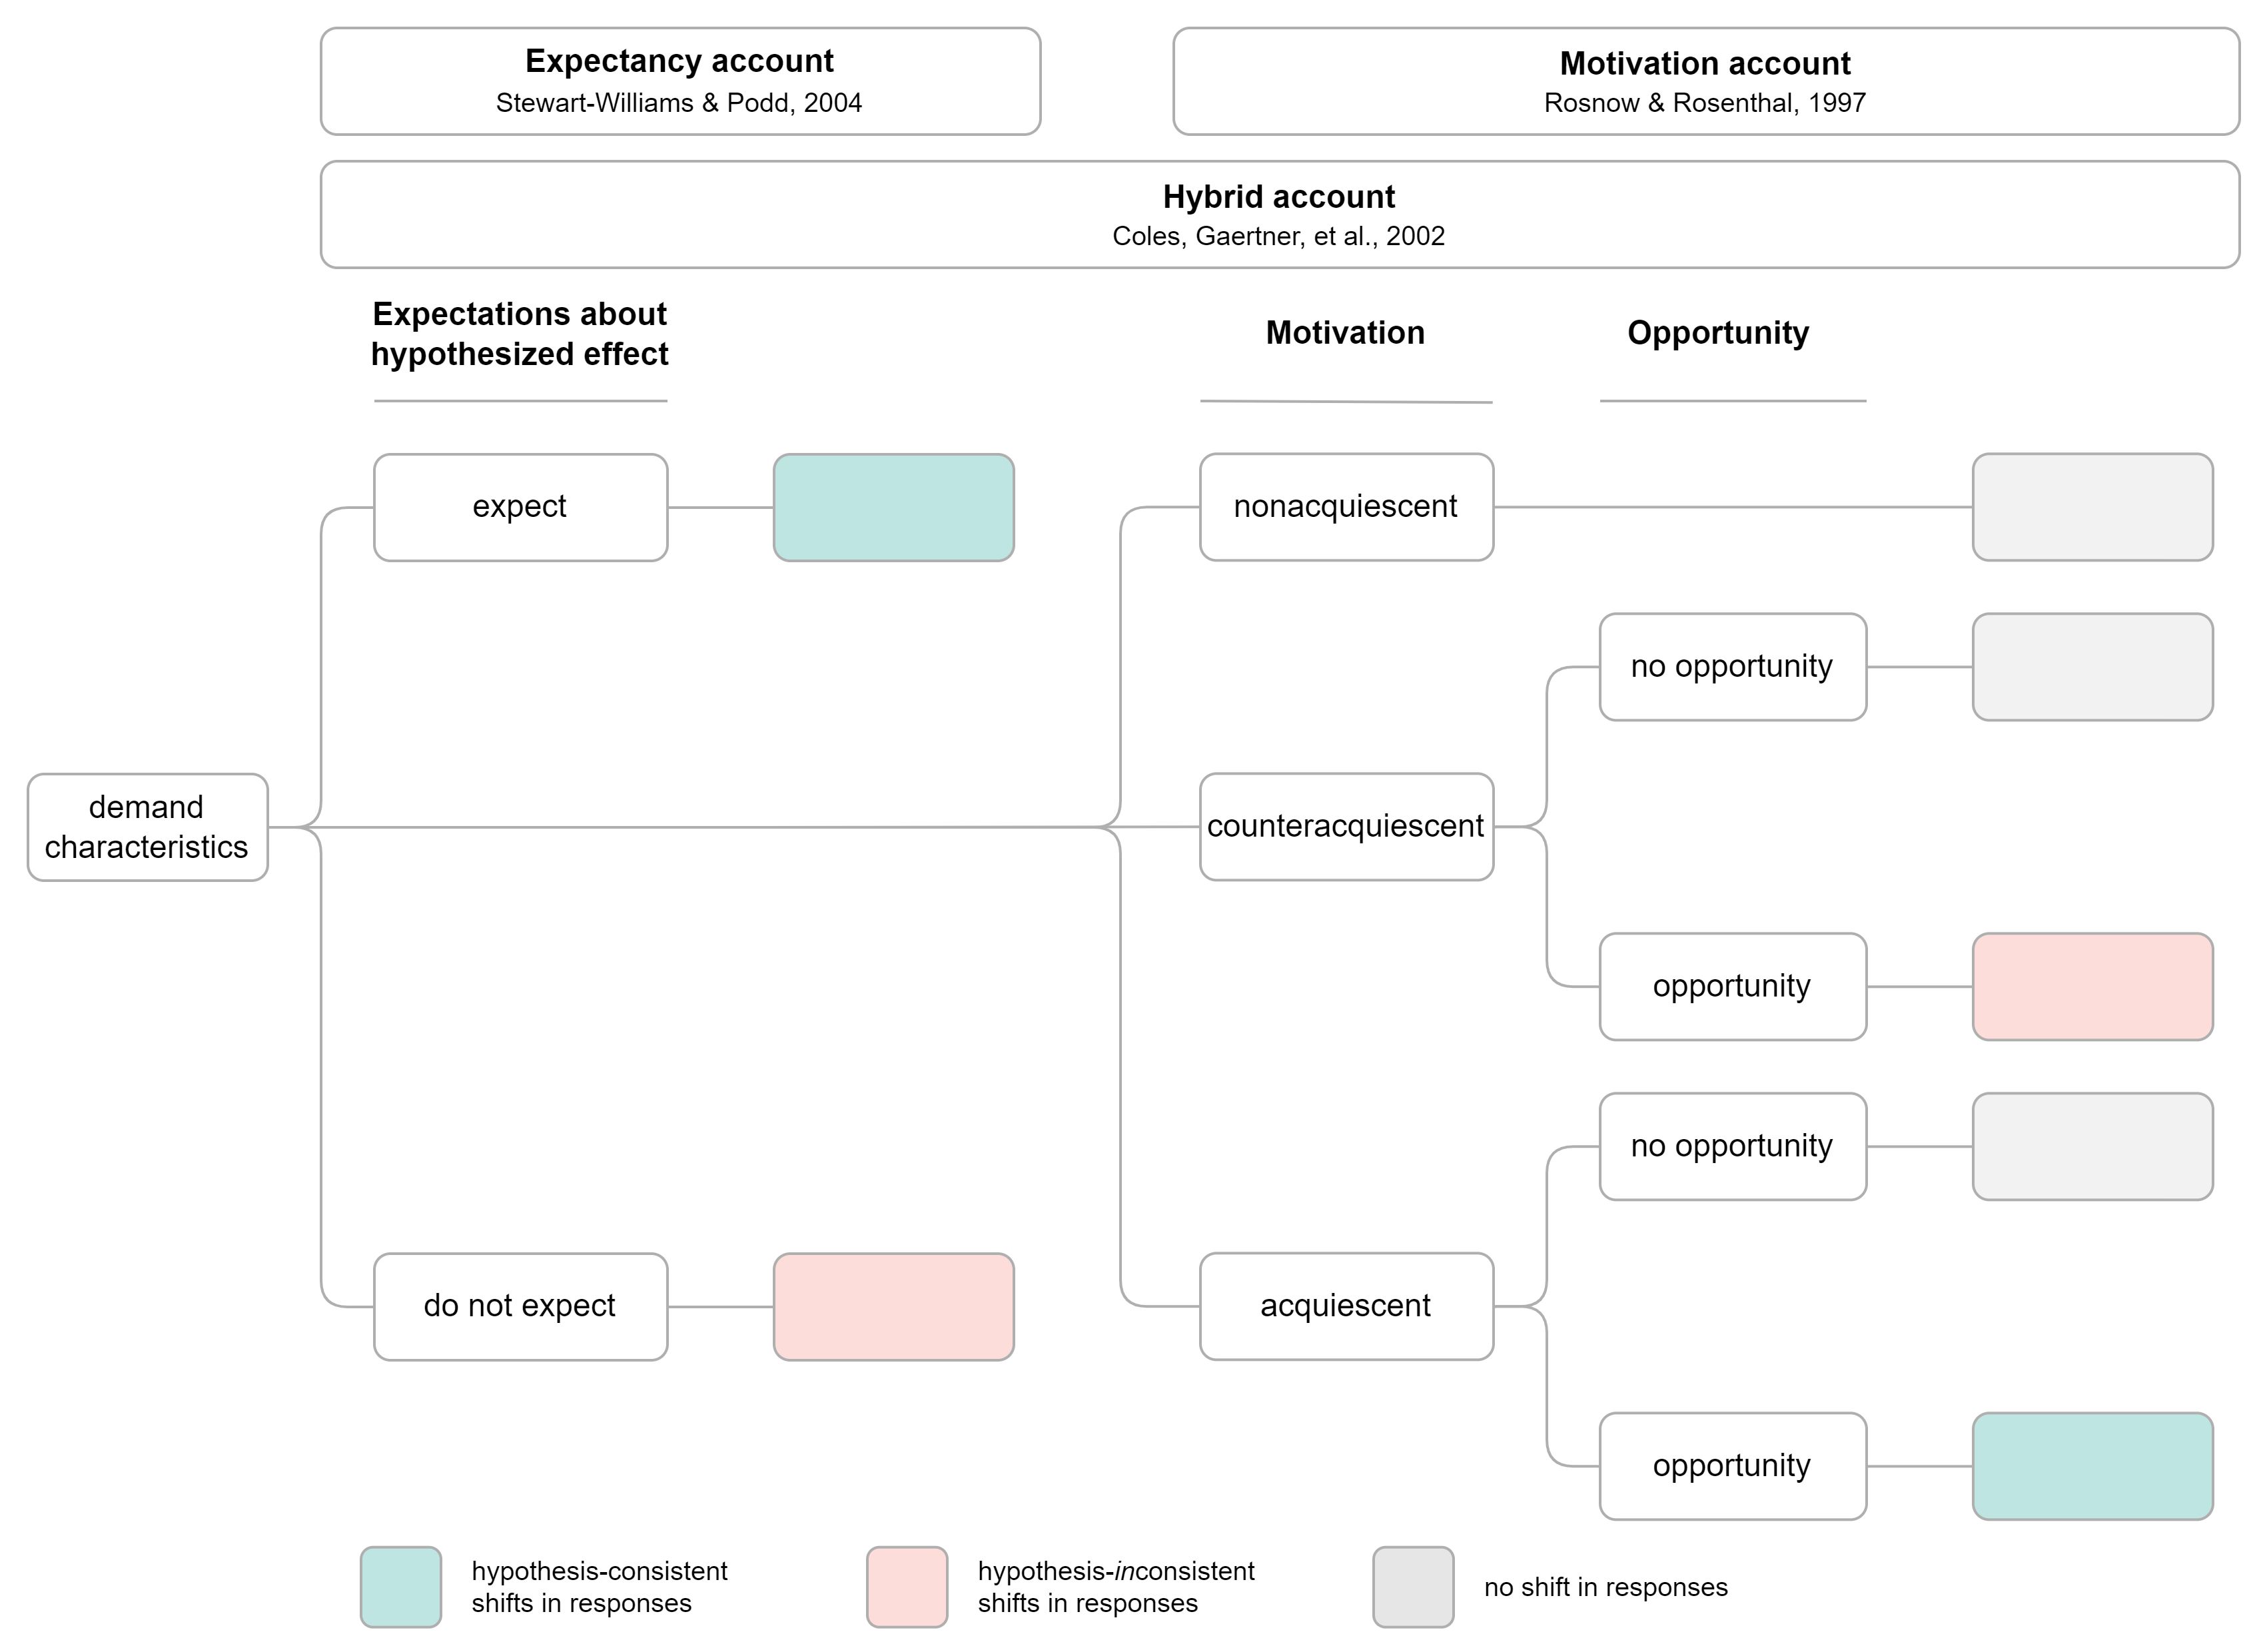 Expectancy account
Stewart-Williams & Podd, 2004
Motivation account
Rosnow & Rosenthal, 1997
Hybrid account
Coles, Gaertner, et al., 2002
Expectations about
hypothesized effect
Motivation
Opportunity
expect
nonacquiescent
no opportunity
demand
characteristics
counteracquiescent
opportunity
no opportunity
do not expect
acquiescent
opportunity
hypothesis-consistent
shifts in responses
hypothesis-inconsistent
shifts in responses
no shift in responses